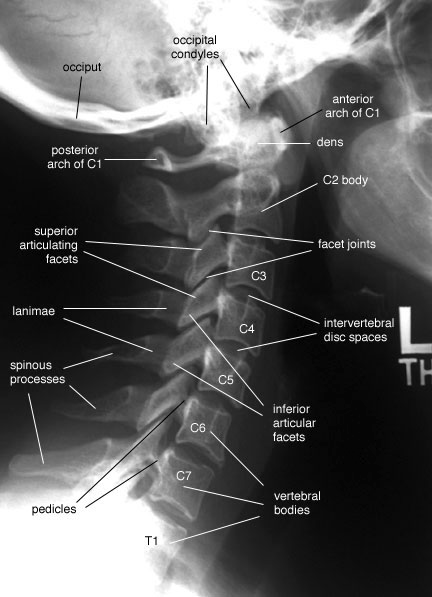 occipital
condyles
occiput
anterior
arch of C1
dens
posterior
arch of C1
C2 body
superior
articulating
facets
facet joints
C3
lanimae
C4
intervertebral
disc spaces
spinous
processes
C5
inferior
articular
facets
C6
C7
pedicles
vertebral
bodies
T1
L
TH